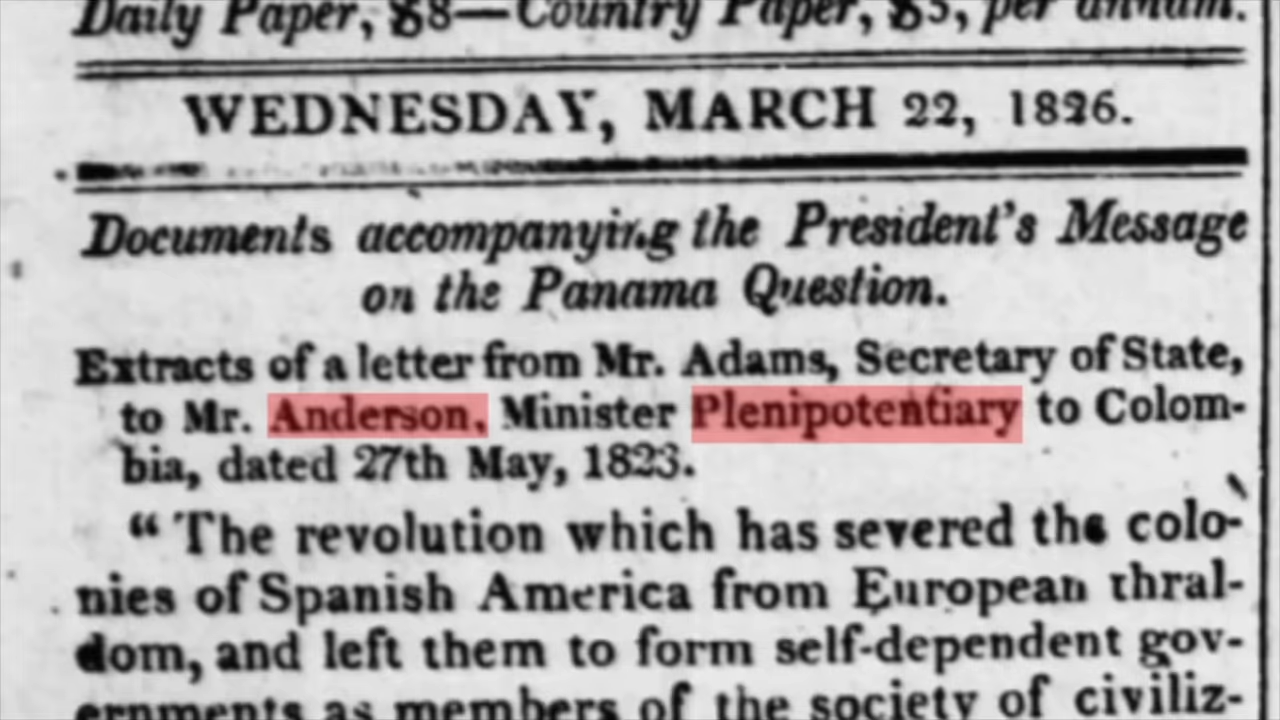 Daily Paper, $8—Country Paper, $5, per annum.
WEDNESDAY, MARCH 22, 1826.
Documents accompanying the President's Message
on the Panama Question.
Extracts of a letter from Mr. Adams, Secretary of State,
to Mr. Anderson, Minister Plenipotentiary to Colom-
bia, dated 27th May, 1823.
“The revolution which has severed the colo-
nies of Spanish America from European thral-
dom, and left them to form self-dependent gov-
ernments as members of the society of civiliz-